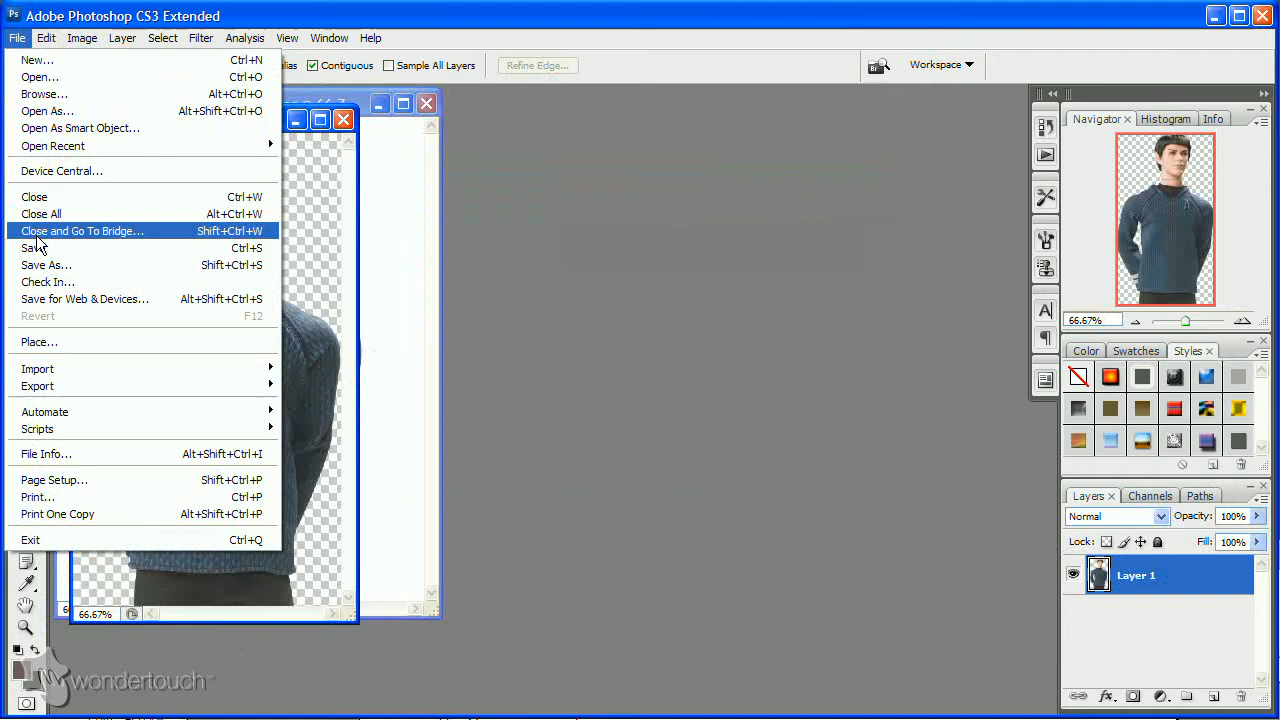 Ps Adobe Photoshop CS3 Extended
File Edit Image Layer Select Filter Analysis View Window Help
Contiguous Sample All Layers Refine Edge... Br Workspace
New... Ctrl+N
Open... Ctrl+O
Browse... Alt+Ctrl+O
Open As... Alt+Shift+Ctrl+O
Open As Smart Object...
Open Recent
Device Central...
Close Ctrl+W
Close All Alt+Ctrl+W
Close and Go To Bridge... Shift+Ctrl+W
Save Ctrl+S
Save As... Shift+Ctrl+S
Check In...
Save for Web & Devices... Alt+Shift+Ctrl+S
Revert F12
Place...
Import
Export
Automate
Scripts
File Info... Alt+Shift+Ctrl+I
Page Setup... Shift+Ctrl+P
Print... Ctrl+P
Print One Copy Alt+Shift+Ctrl+P
Exit Ctrl+Q
66.67%
Navigator Histogram Info
66.67%
Color Swatches Styles
Layers Channels Paths
Normal Opacity: 100%
Lock: Fill: 100%
Layer 1
wondertouch